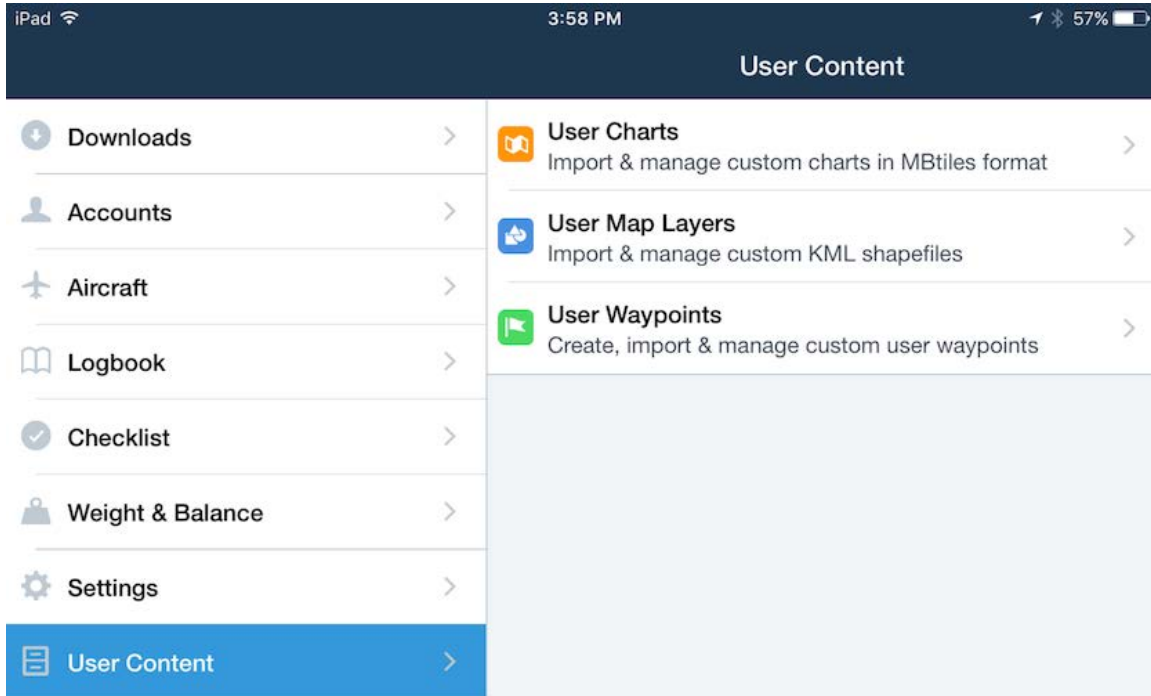 iPad
3:58 PM
57%
User Content
Downloads
Accounts
Aircraft
Logbook
Checklist
Weight & Balance
Settings
User Content
User Charts
Import & manage custom charts in MBtiles format
User Map Layers
Import & manage custom KML shapefiles
User Waypoints
Create, import & manage custom user waypoints